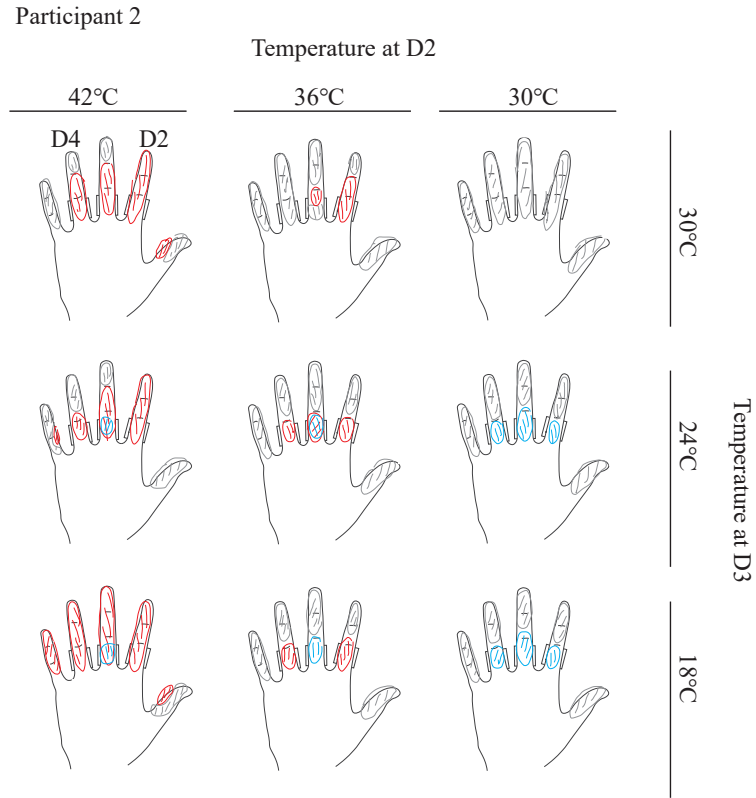 Participant 2
Temperature at D2
42°C
36°C
30°C
D4
D2
30°C
24°C
Temperature at D3
18°C